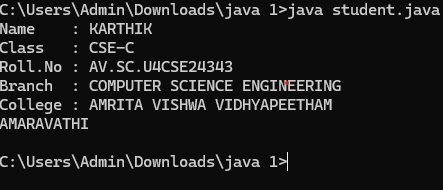 C:\Users\Admin\Downloads\java 1>java student.java
Name    : KARTHIK
Class   : CSE-C
Roll.No : AV.SC.U4CSE24343
Branch  : COMPUTER SCIENCE ENGINEERING
College : AMRITA VISHWA VIDHYAPEETHAM
AMARAVATHI
C:\Users\Admin\Downloads\java 1>